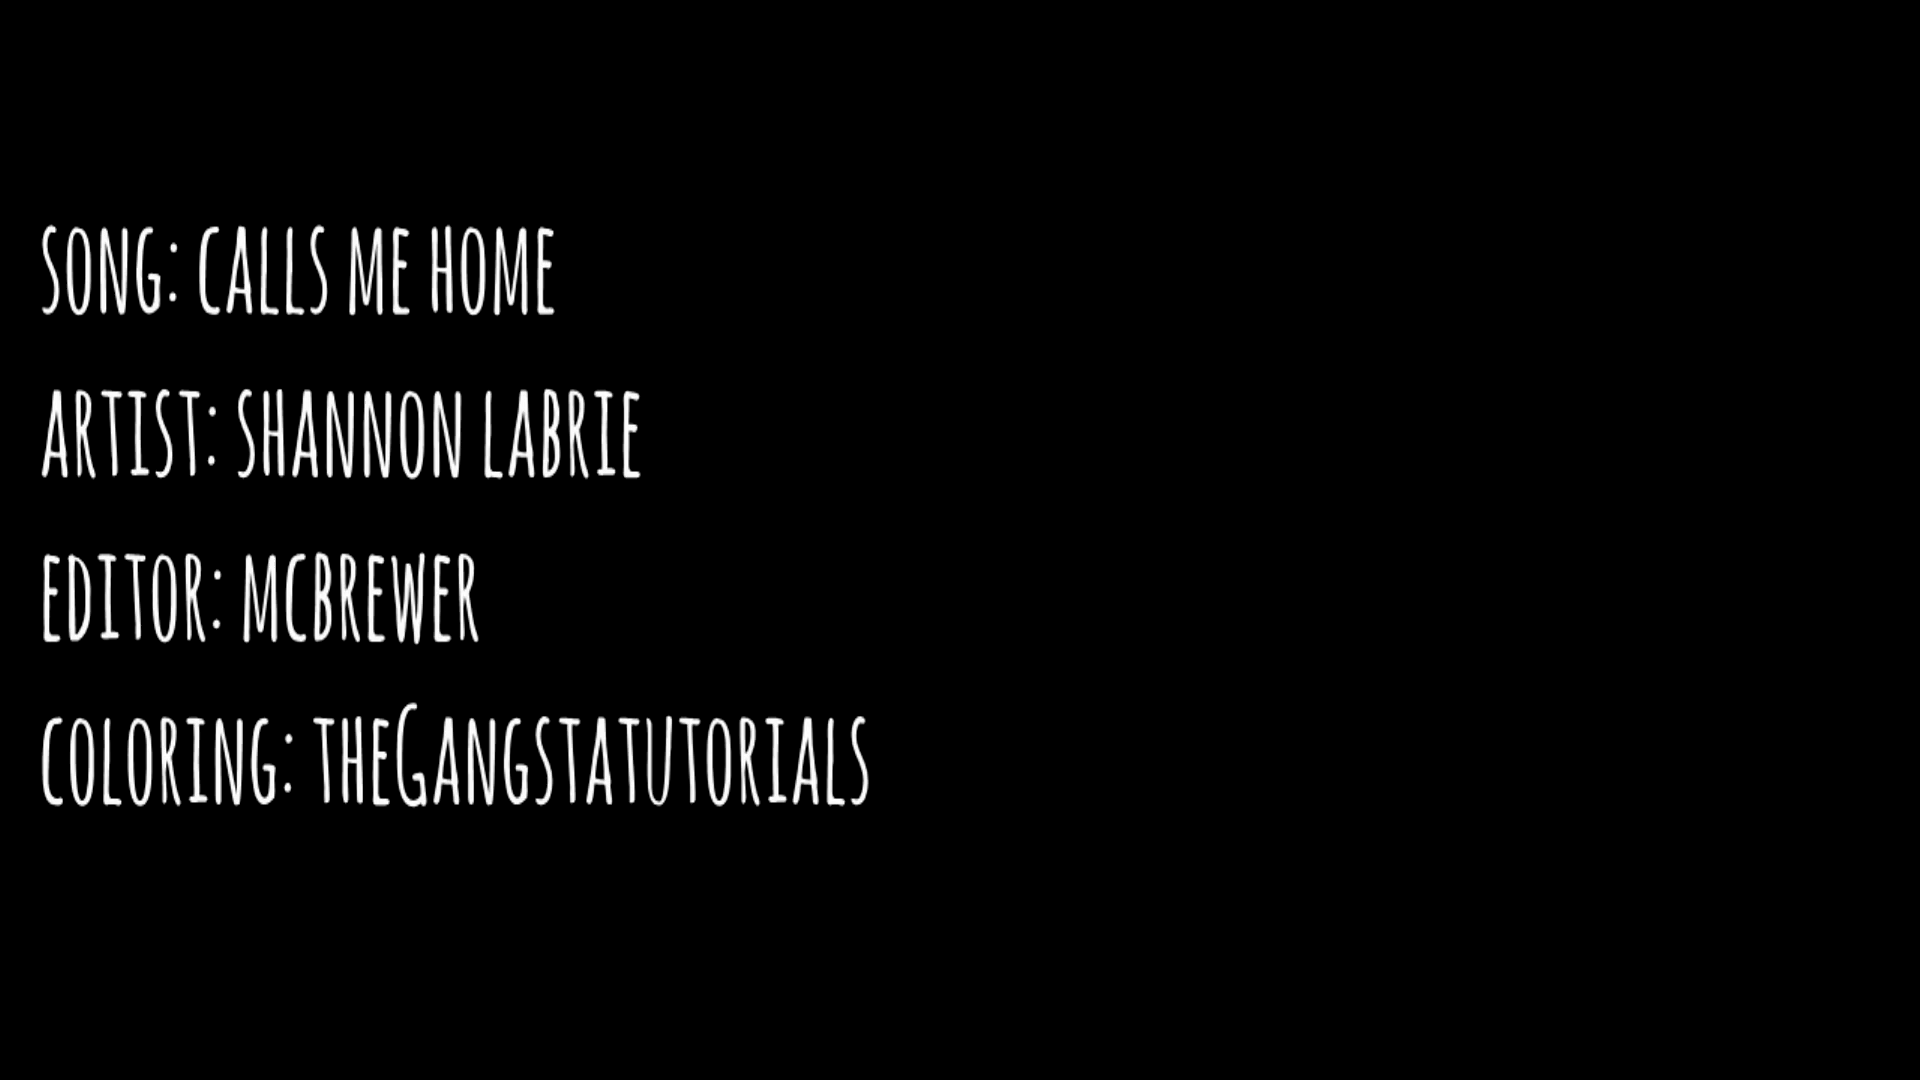 song: calls me home
artist: shannon labrie
editor: mcbrewer
coloring: theGangstatutorials